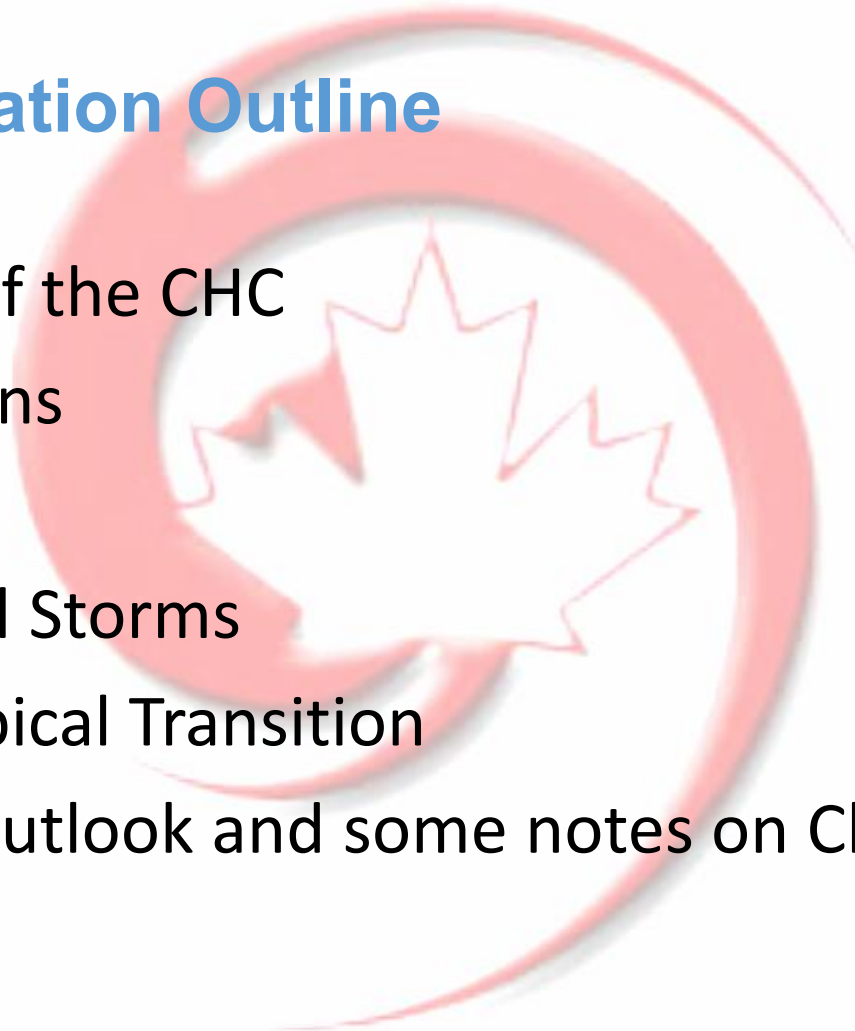 ation Outline
f the CHC
ns
l Storms
pical Transition
utlook and some notes on Cl